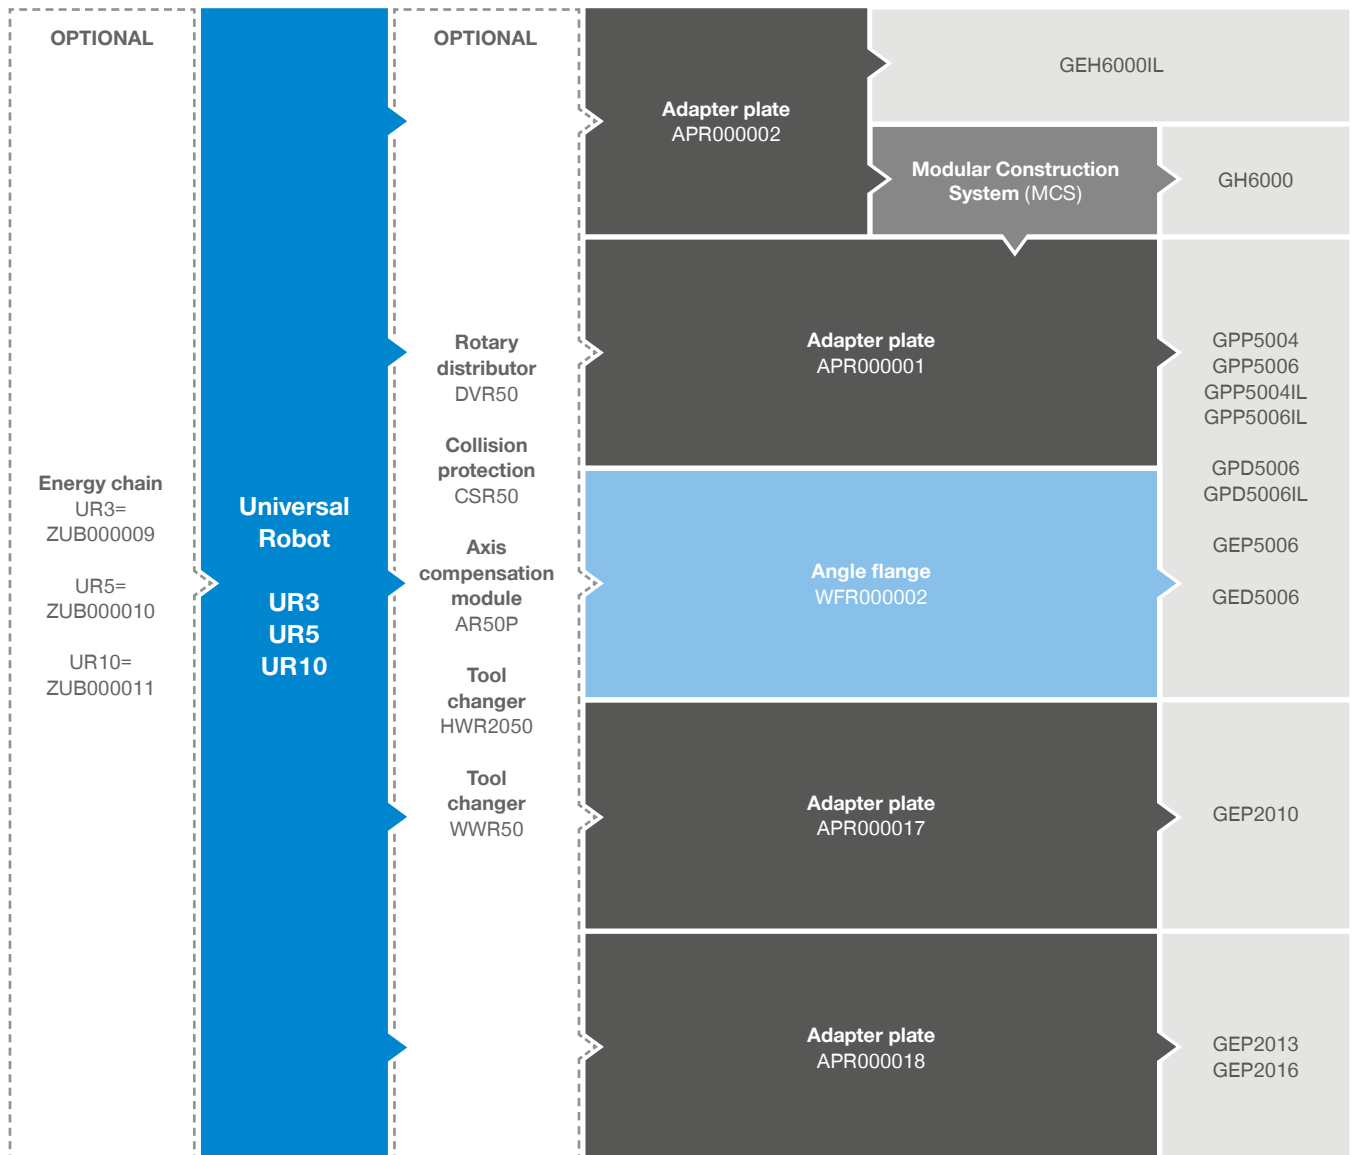 OPTIONAL
Energy chain
UR3=
ZUB000009
UR5=
ZUB000010
UR10=
ZUB000011
Universal
Robot
UR3
UR5
UR10
OPTIONAL
Rotary
distributor
DVR50
Collision
protection
CSR50
Axis
compensation
module
AR50P
Tool
changer
HWR2050
Tool
changer
WWR50
Adapter plate
APR000002
GEH6000IL
Modular Construction
System (MCS)
GH6000
Adapter plate
APR000001
Angle flange
WFR000002
GPP5004
GPP5006
GPP5004IL
GPP5006IL
GPD5006
GPD5006IL
GEP5006
GED5006
Adapter plate
APR000017
GEP2010
Adapter plate
APR000018
GEP2013
GEP2016